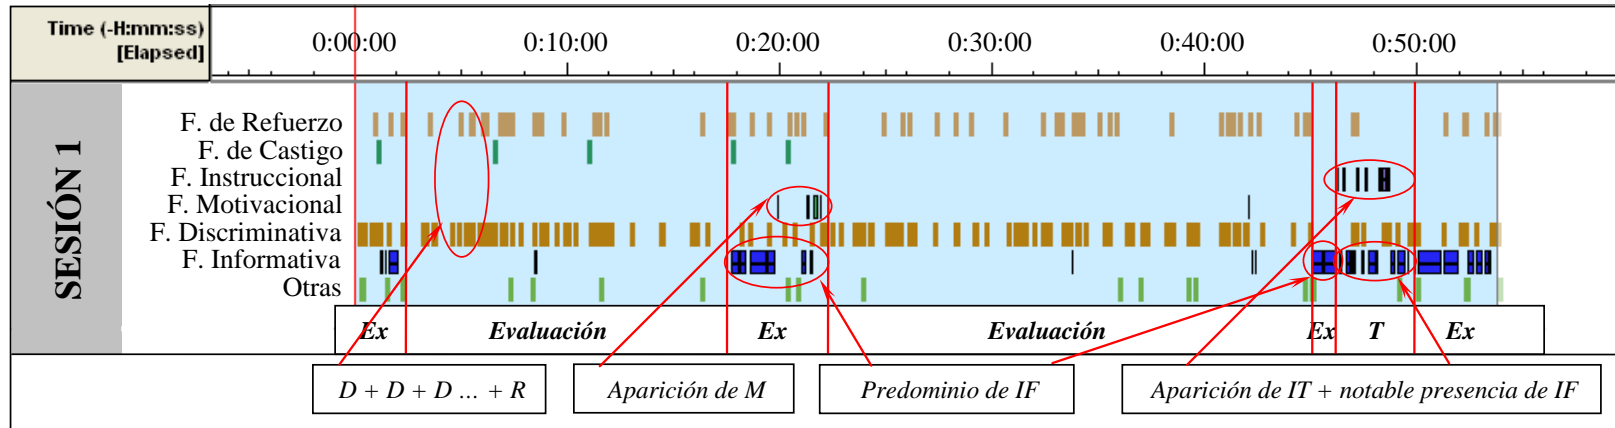 Time (-H:mm:ss)
[Elapsed]
0:00:00 0:10:00 0:20:00 0:30:00 0:40:00 0:50:00
SESIÓN 1
F. de Refuerzo
F. de Castigo
F. Instruccional
F. Motivacional
F. Discriminativa
F. Informativa
Otras
Ex Evaluación Ex Evaluación Ex T Ex
D + D + D ... + R
Aparición de M
Predominio de IF
Aparición de IT + notable presencia de IF